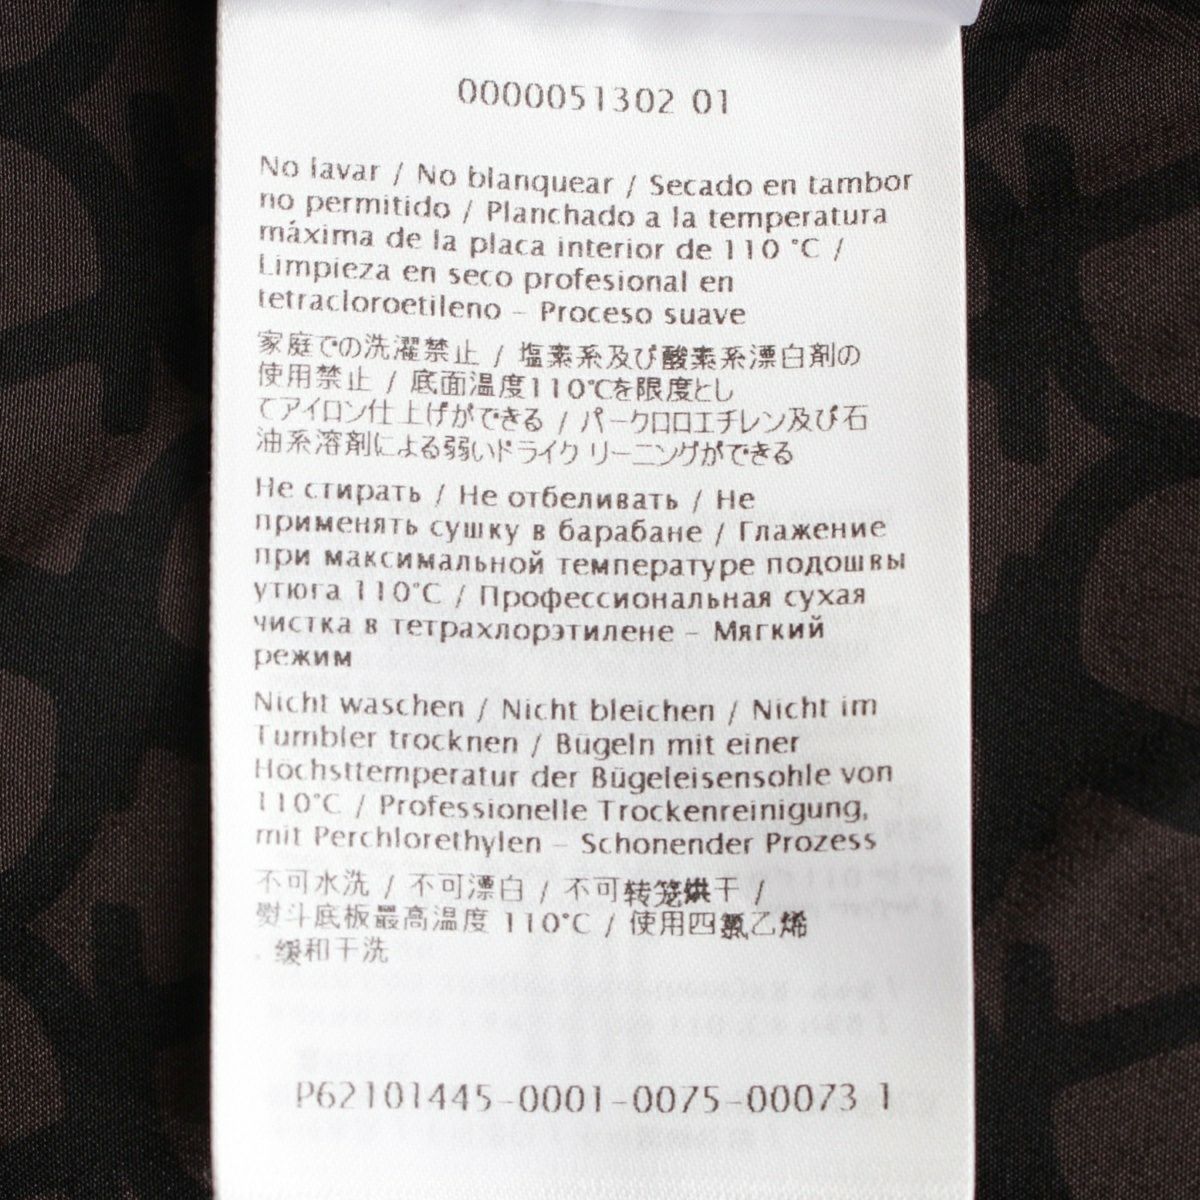 0000051302 01
No lavar / No blanquear / Secado en tambor
no permitido / Planchado a la temperatura
máxima de la placa interior de 110 °C /
Limpieza en seco profesional en
tetracloroetileno – Proceso suave
家庭での洗濯禁止 / 塩素系及び酸素系漂白剤の
使用禁止 / 底面温度110℃を限度とし
てアイロン仕上げができる / パークロロエチレン及び石
油系溶剤による弱いドライクリーニングができる
Не стирать / Не отбеливать / Не
применять сушку в барабане / Глажение
при максимальной температуре подошвы
утюга 110°C / Профессиональная сухая
чистка в тетрахлорэтилене – Мягкий
режим
Nicht waschen / Nicht bleichen / Nicht im
Tumbler trocknen / Bügeln mit einer
Höchsttemperatur der Bügeleisensohle von
110°C / Professionelle Trockenreinigung,
mit Perchlorethylen – Schonender Prozess
不可水洗 / 不可漂白 / 不可转笼烘干 /
熨斗底板最高温度 110°C / 使用四氯乙烯
缓和干洗
P62101445-0001-0075-00073 1